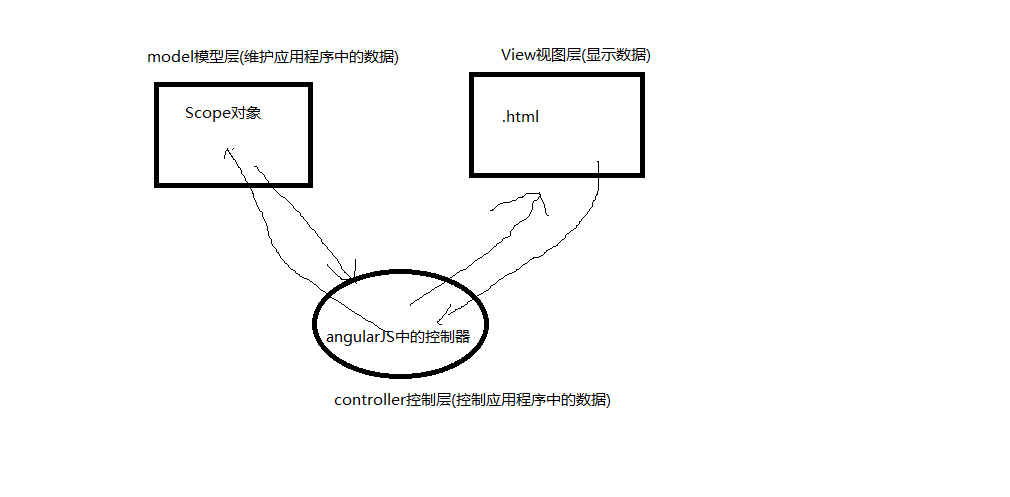 model模型层(维护应用程序中的数据)
View视图层(显示数据)
Scope对象
.html
angularJS中的控制器
controller控制层(控制应用程序中的数据)